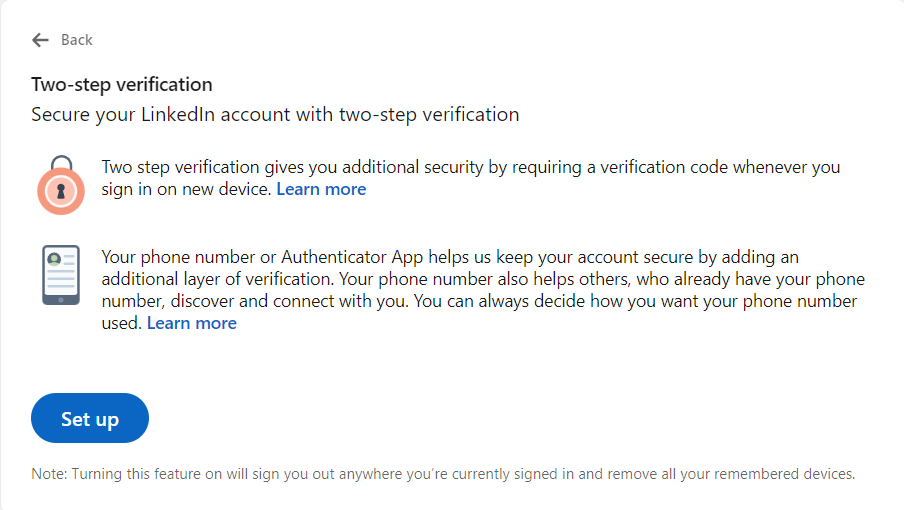 Back
Two-step verification
Secure your LinkedIn account with two-step verification
Two step verification gives you additional security by requiring a verification code whenever you
sign in on new device. Learn more
Your phone number or Authenticator App helps us keep your account secure by adding an
additional layer of verification. Your phone number also helps others, who already have your phone
number, discover and connect with you. You can always decide how you want your phone number
used. Learn more
Set up
Note: Turning this feature on will sign you out anywhere you’re currently signed in and remove all your remembered devices.